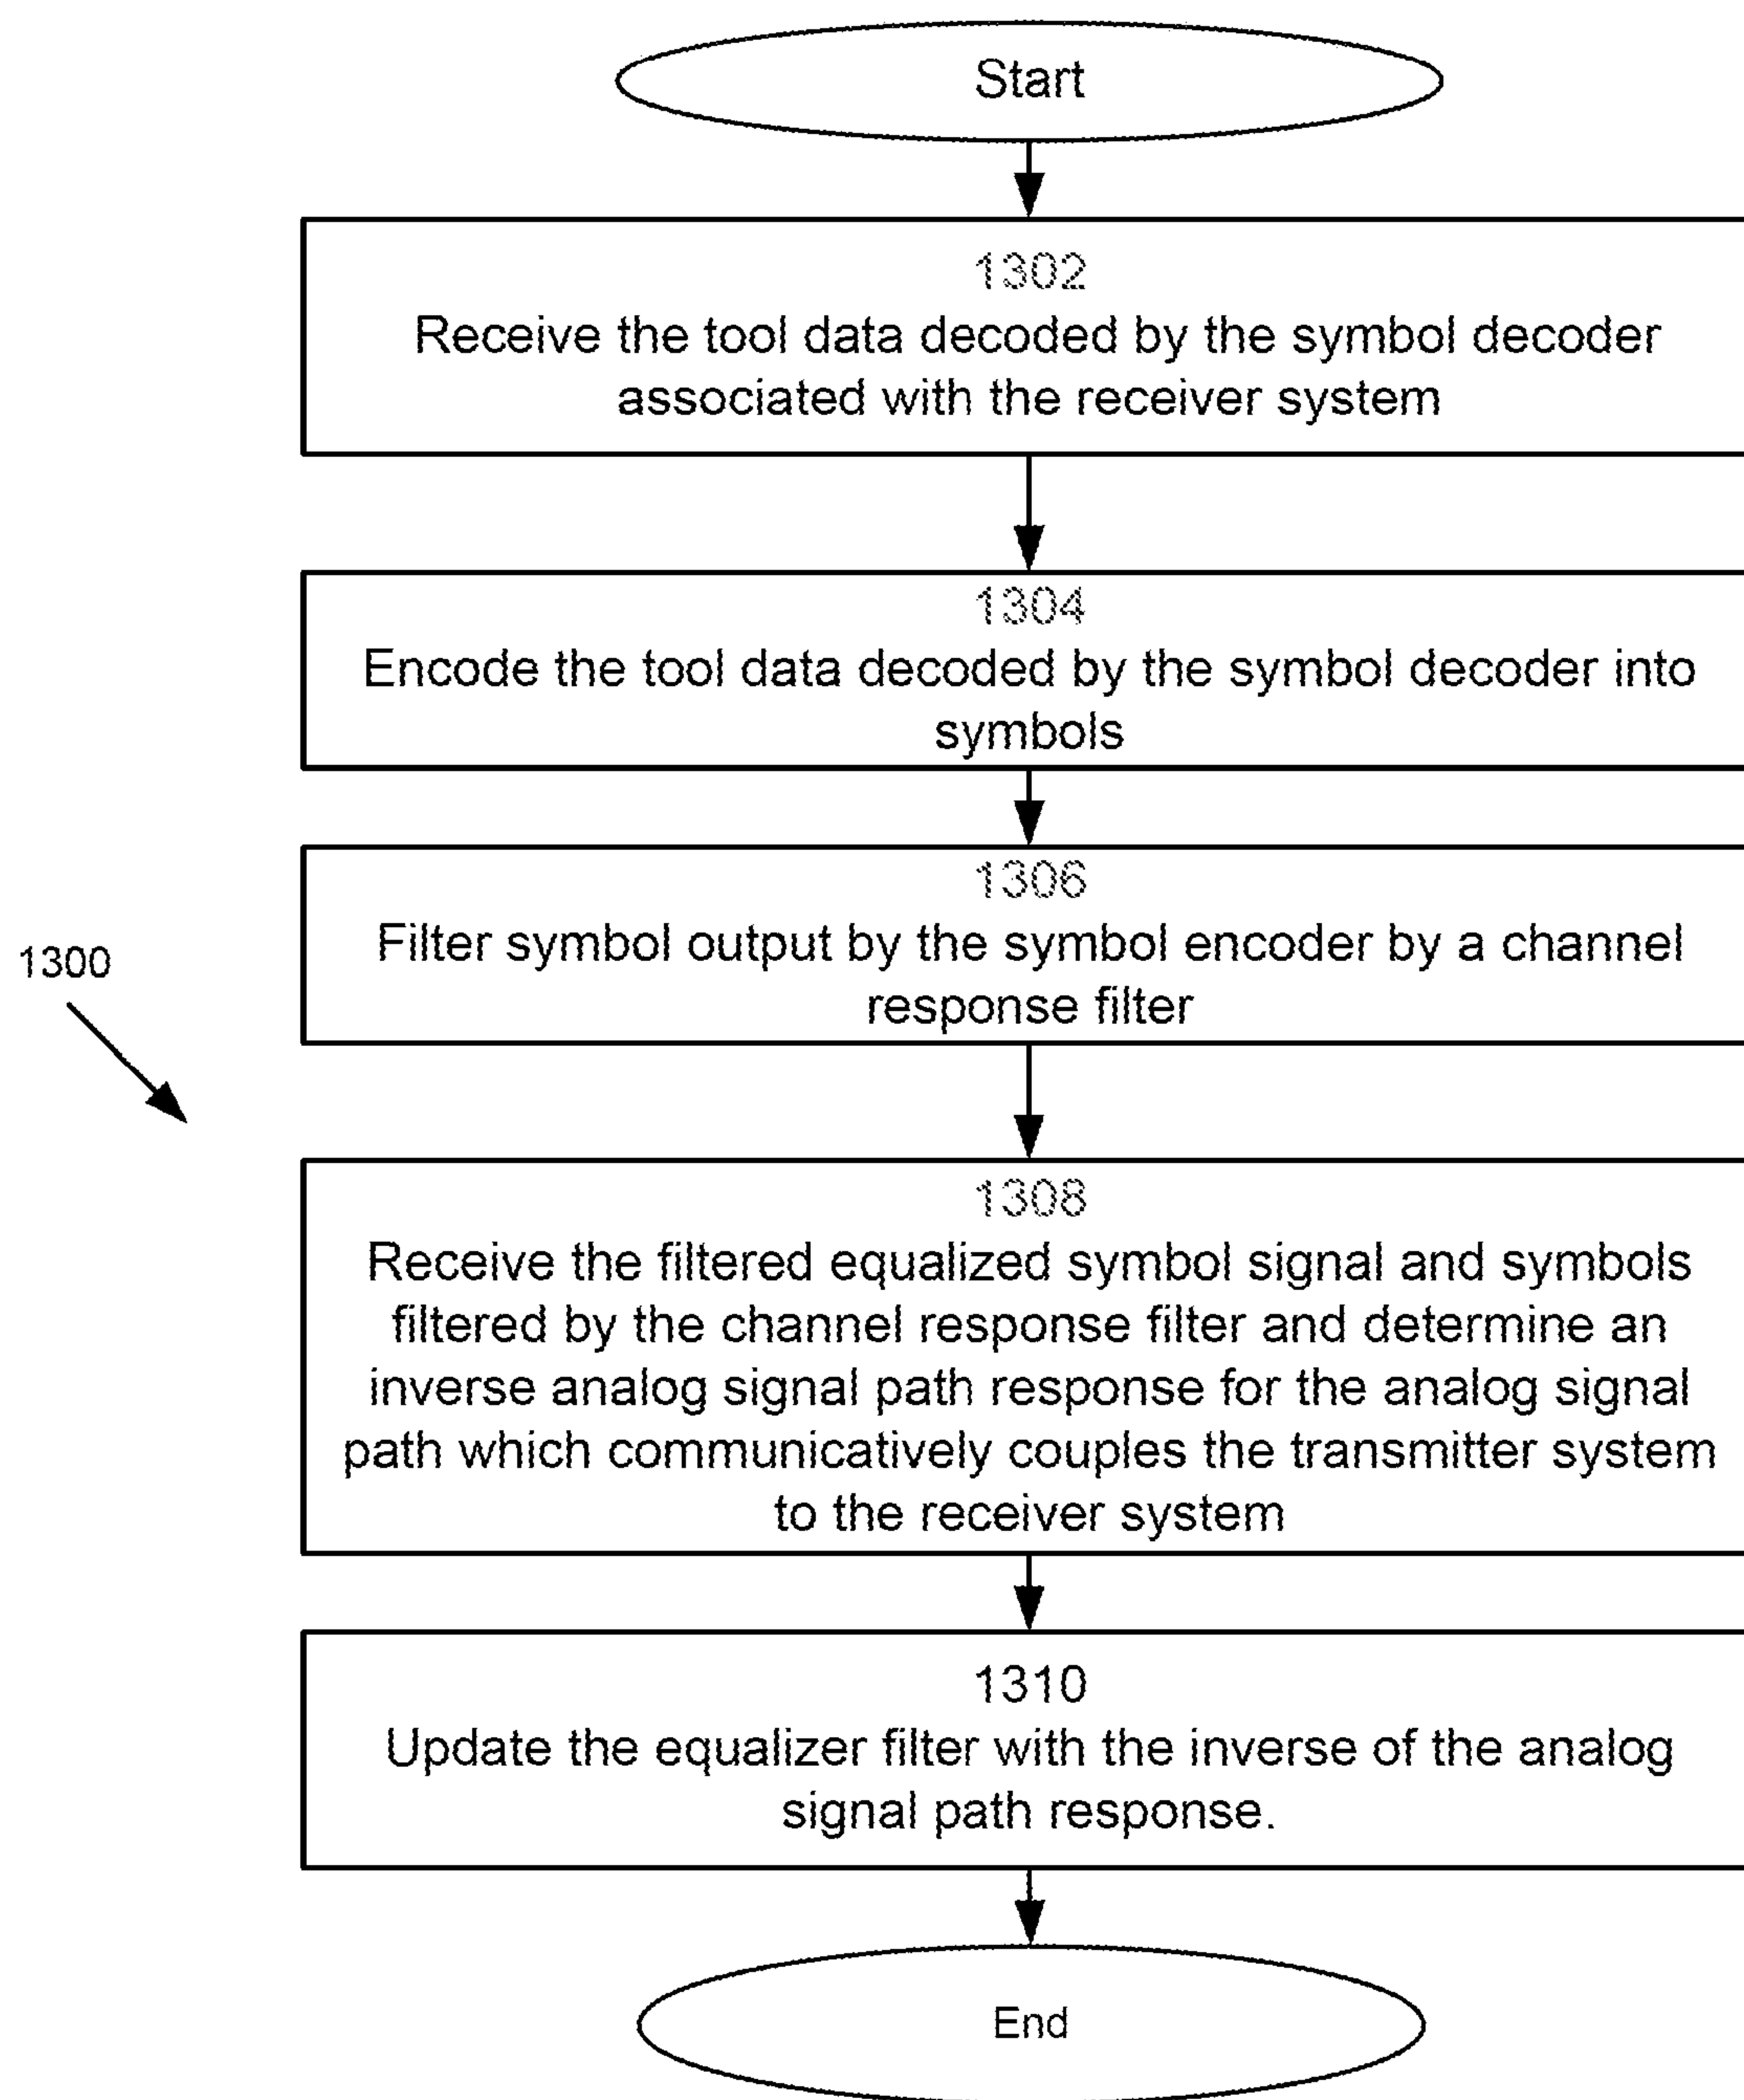 Start
1302
Receive the tool data decoded by the symbol decoder
associated with the receiver system
1304
Encode the tool data decoded by the symbol decoder into
symbols
1306
Filter symbol output by the symbol encoder by a channel
response filter
1300
1308
Receive the filtered equalized symbol signal and symbols
filtered by the channel response filter and determine an
inverse analog signal path response for the analog signal
path which communicatively couples the transmitter system
to the receiver system
1310
Update the equalizer filter with the inverse of the analog
signal path response.
End